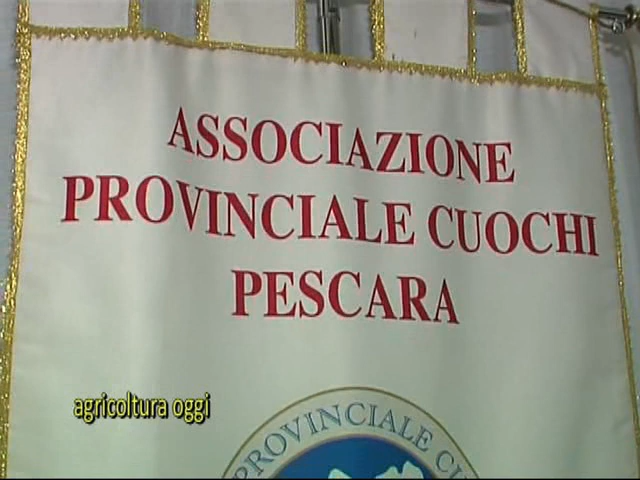 ASSOCIAZIONE
PROVINCIALE CUOCHI
PESCARA
agricoltura oggi
PROVINCIALE